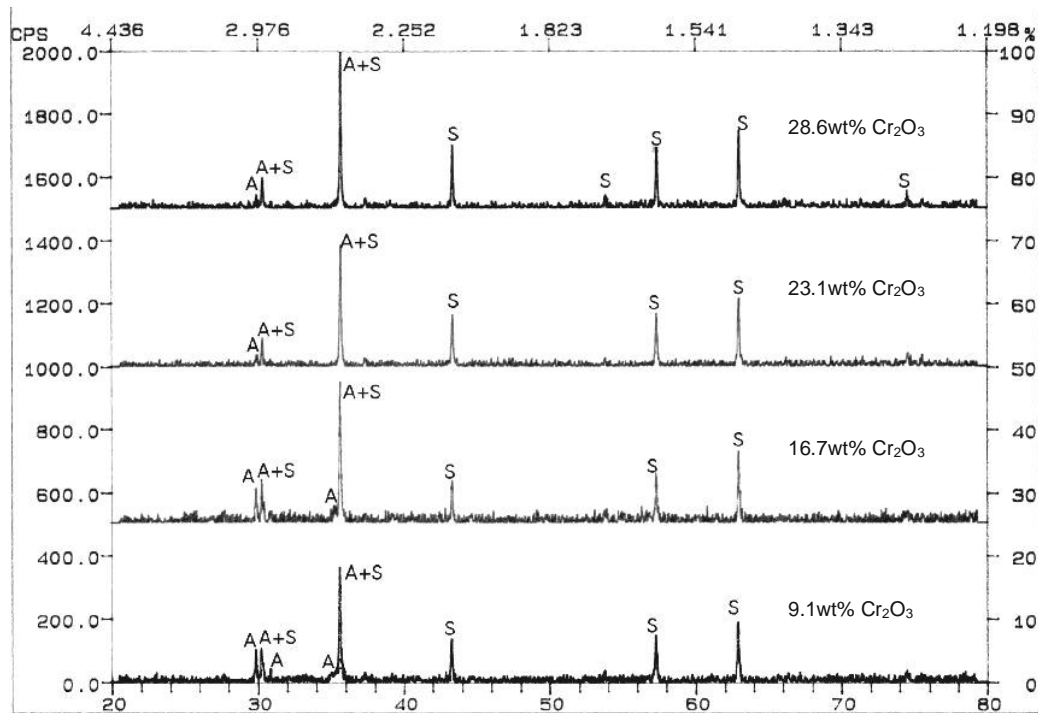 CPS 4.436 2.976 2.252 1.823 1.541 1.343 1.198 %
2000.0 A+S 100
1800.0 S S S 28.6wt% Cr₂O₃ 90
1600.0 A A+S S S 80
1400.0 A+S 70
1200.0 S S S 23.1wt% Cr₂O₃ 60
A A+S
1000.0 50
A+S
800.0 S 16.7wt% Cr₂O₃ 40
A A+S S S
600.0 A 30
400.0 20
A+S
200.0 S 9.1wt% Cr₂O₃ 10
A A+S A A S S
0.0 0
20 30 40 50 60 70 80